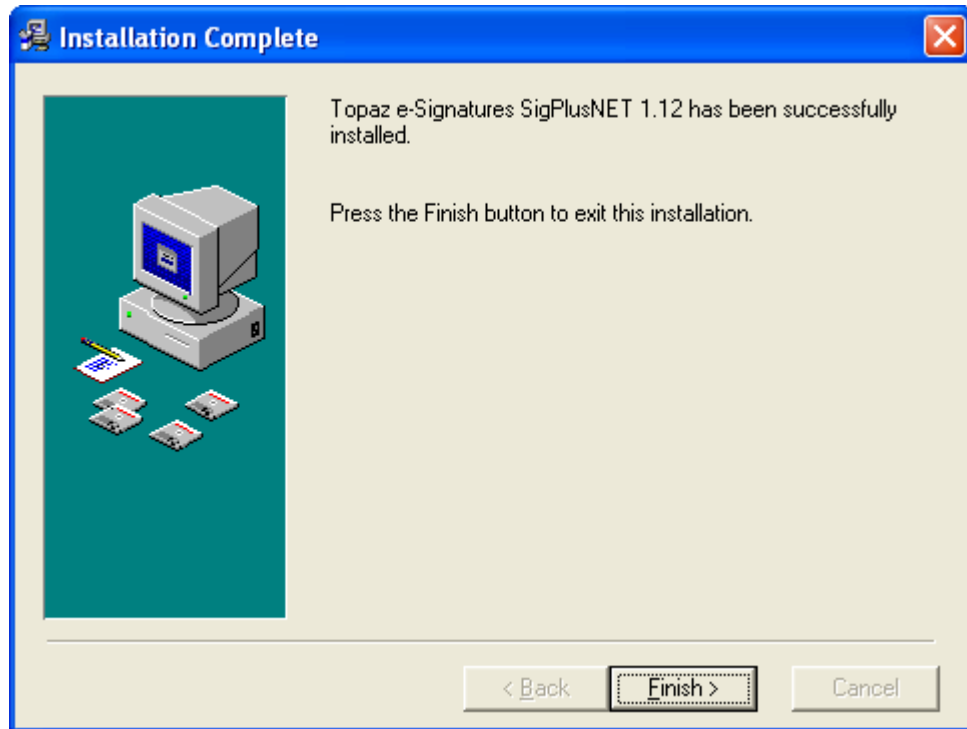 Installation Complete
Topaz e-Signatures SigPlusNET 1.12 has been successfully
installed.
Press the Finish button to exit this installation.
< Back
Finish >
Cancel